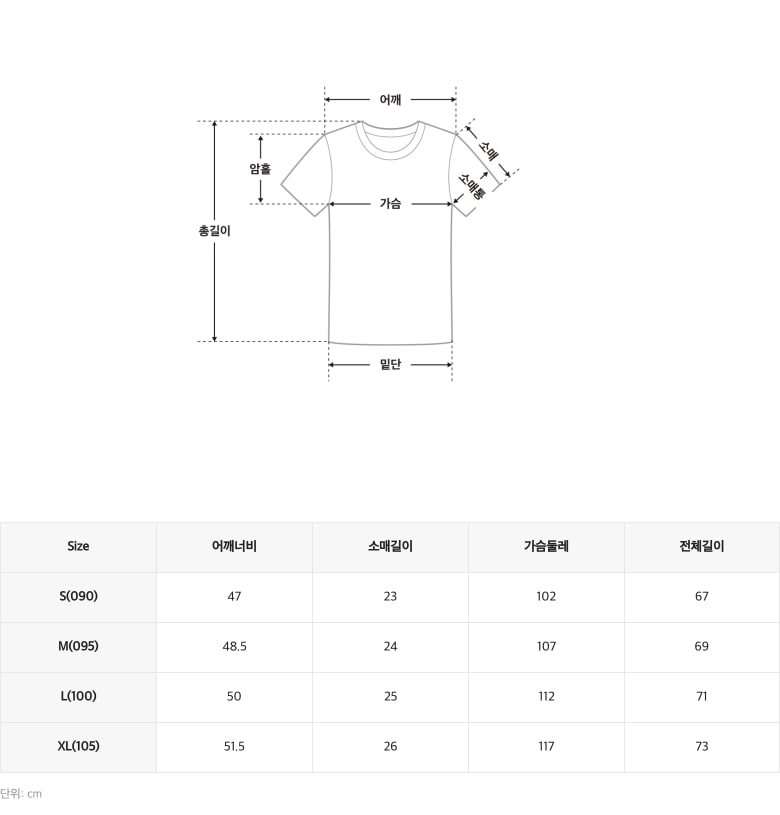 어깨
소매
암홀
소매통
가슴
총길이
밑단
Size 어깨너비 소매길이 가슴둘레 전체길이
S(090) 47 23 102 67
M(095) 48.5 24 107 69
L(100) 50 25 112 71
XL(105) 51.5 26 117 73
단위: cm